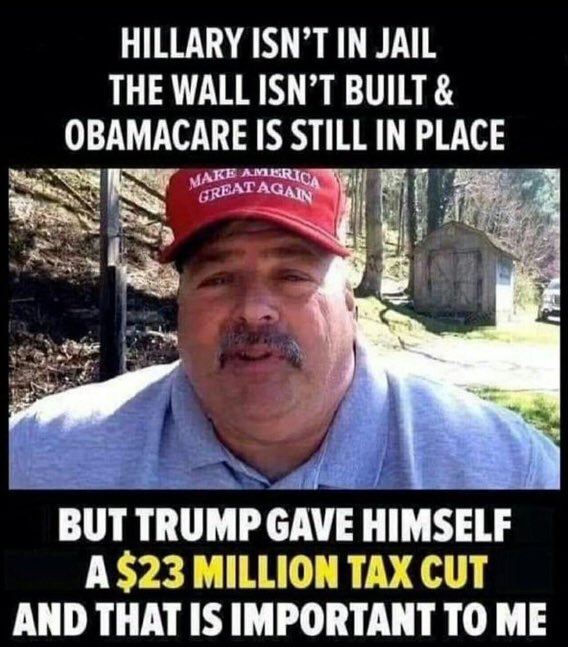 HILLARY ISN'T IN JAIL
THE WALL ISN'T BUILT &
OBAMACARE IS STILL IN PLACE
MAKE AMERICA
GREAT AGAIN
BUT TRUMP GAVE HIMSELF
A $23 MILLION TAX CUT
AND THAT IS IMPORTANT TO ME